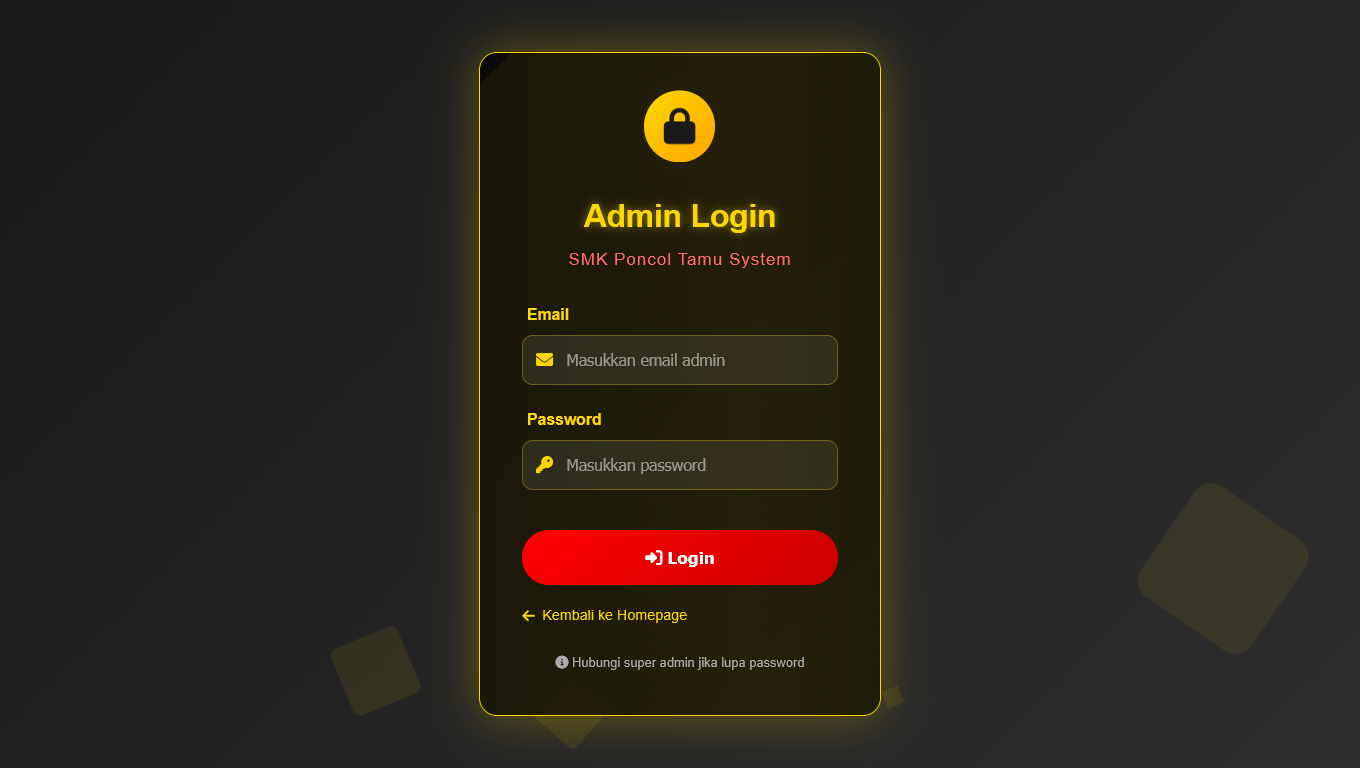 Admin Login
SMK Poncol Tamu System
Email
Masukkan email admin
Password
Masukkan password
Login
Kembali ke Homepage
Hubungi super admin jika lupa password